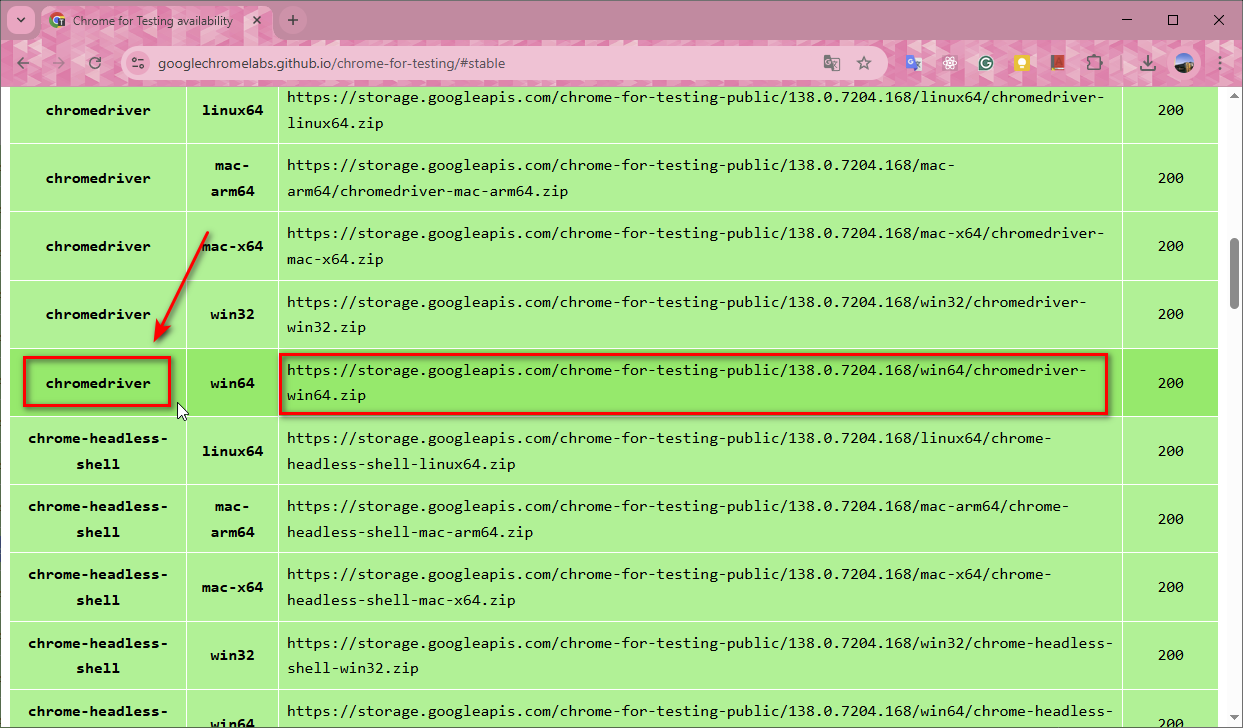 Chrome for Testing availability
googlechromelabs.github.io/chrome-for-testing/#stable
chromedriver linux64 https://storage.googleapis.com/chrome-for-testing-public/138.0.7204.168/linux64/chromedriver- 200
linux64.zip
chromedriver mac- https://storage.googleapis.com/chrome-for-testing-public/138.0.7204.168/mac- 200
arm64 arm64/chromedriver-mac-arm64.zip
chromedriver mac-x64 https://storage.googleapis.com/chrome-for-testing-public/138.0.7204.168/mac-x64/chromedriver- 200
mac-x64.zip
chromedriver win32 https://storage.googleapis.com/chrome-for-testing-public/138.0.7204.168/win32/chromedriver- 200
win32.zip
chromedriver win64 https://storage.googleapis.com/chrome-for-testing-public/138.0.7204.168/win64/chromedriver- 200
win64.zip
chrome-headless- linux64 https://storage.googleapis.com/chrome-for-testing-public/138.0.7204.168/linux64/chrome- 200
shell headless-shell-linux64.zip
chrome-headless- mac- https://storage.googleapis.com/chrome-for-testing-public/138.0.7204.168/mac-arm64/chrome- 200
shell arm64 headless-shell-mac-arm64.zip
chrome-headless- mac-x64 https://storage.googleapis.com/chrome-for-testing-public/138.0.7204.168/mac-x64/chrome- 200
shell headless-shell-mac-x64.zip
chrome-headless- win32 https://storage.googleapis.com/chrome-for-testing-public/138.0.7204.168/win32/chrome-headless- 200
shell shell-win32.zip
chrome-headless- win64 https://storage.googleapis.com/chrome-for-testing-public/138.0.7204.168/win64/chrome-headless- 200